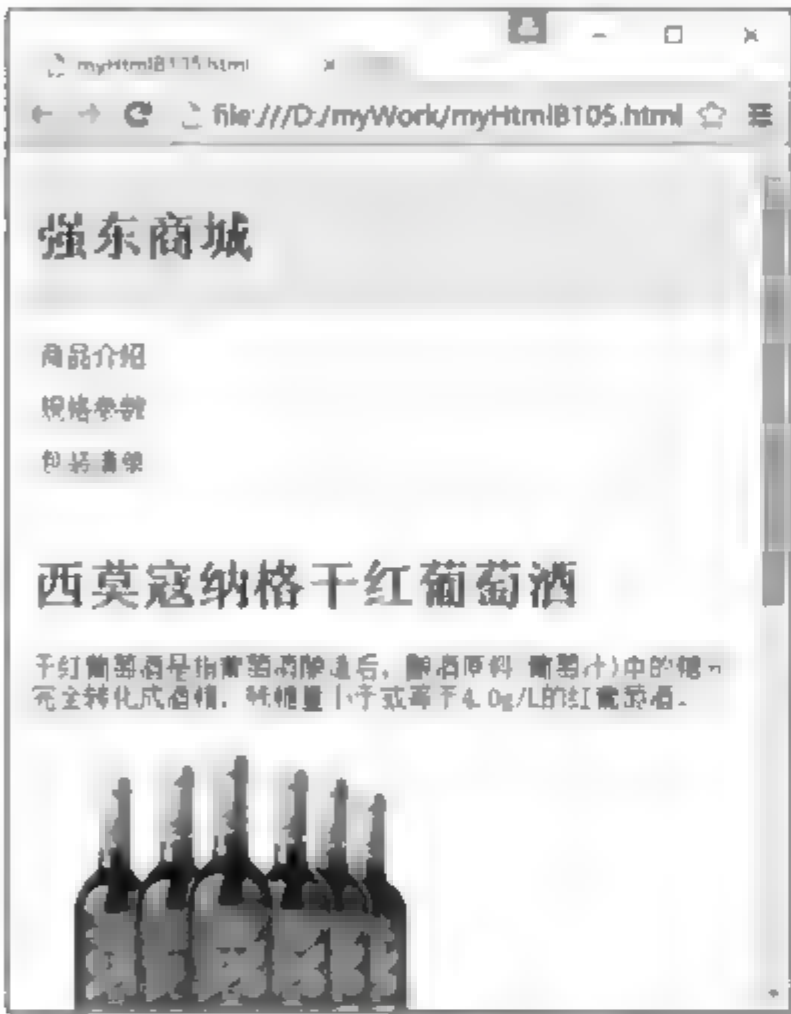 myHtmlB105.html
file:///D:/myWork/myHtmlB105.html
强东商城
商品介绍
规格参数
包装清单
西莫寇纳格干红葡萄酒
干红葡萄酒是指葡萄酒酿造后,酿酒原料(葡萄汁)中的糖分
完全转化成酒精,残糖量小于或等于4.0g/L的红葡萄酒。